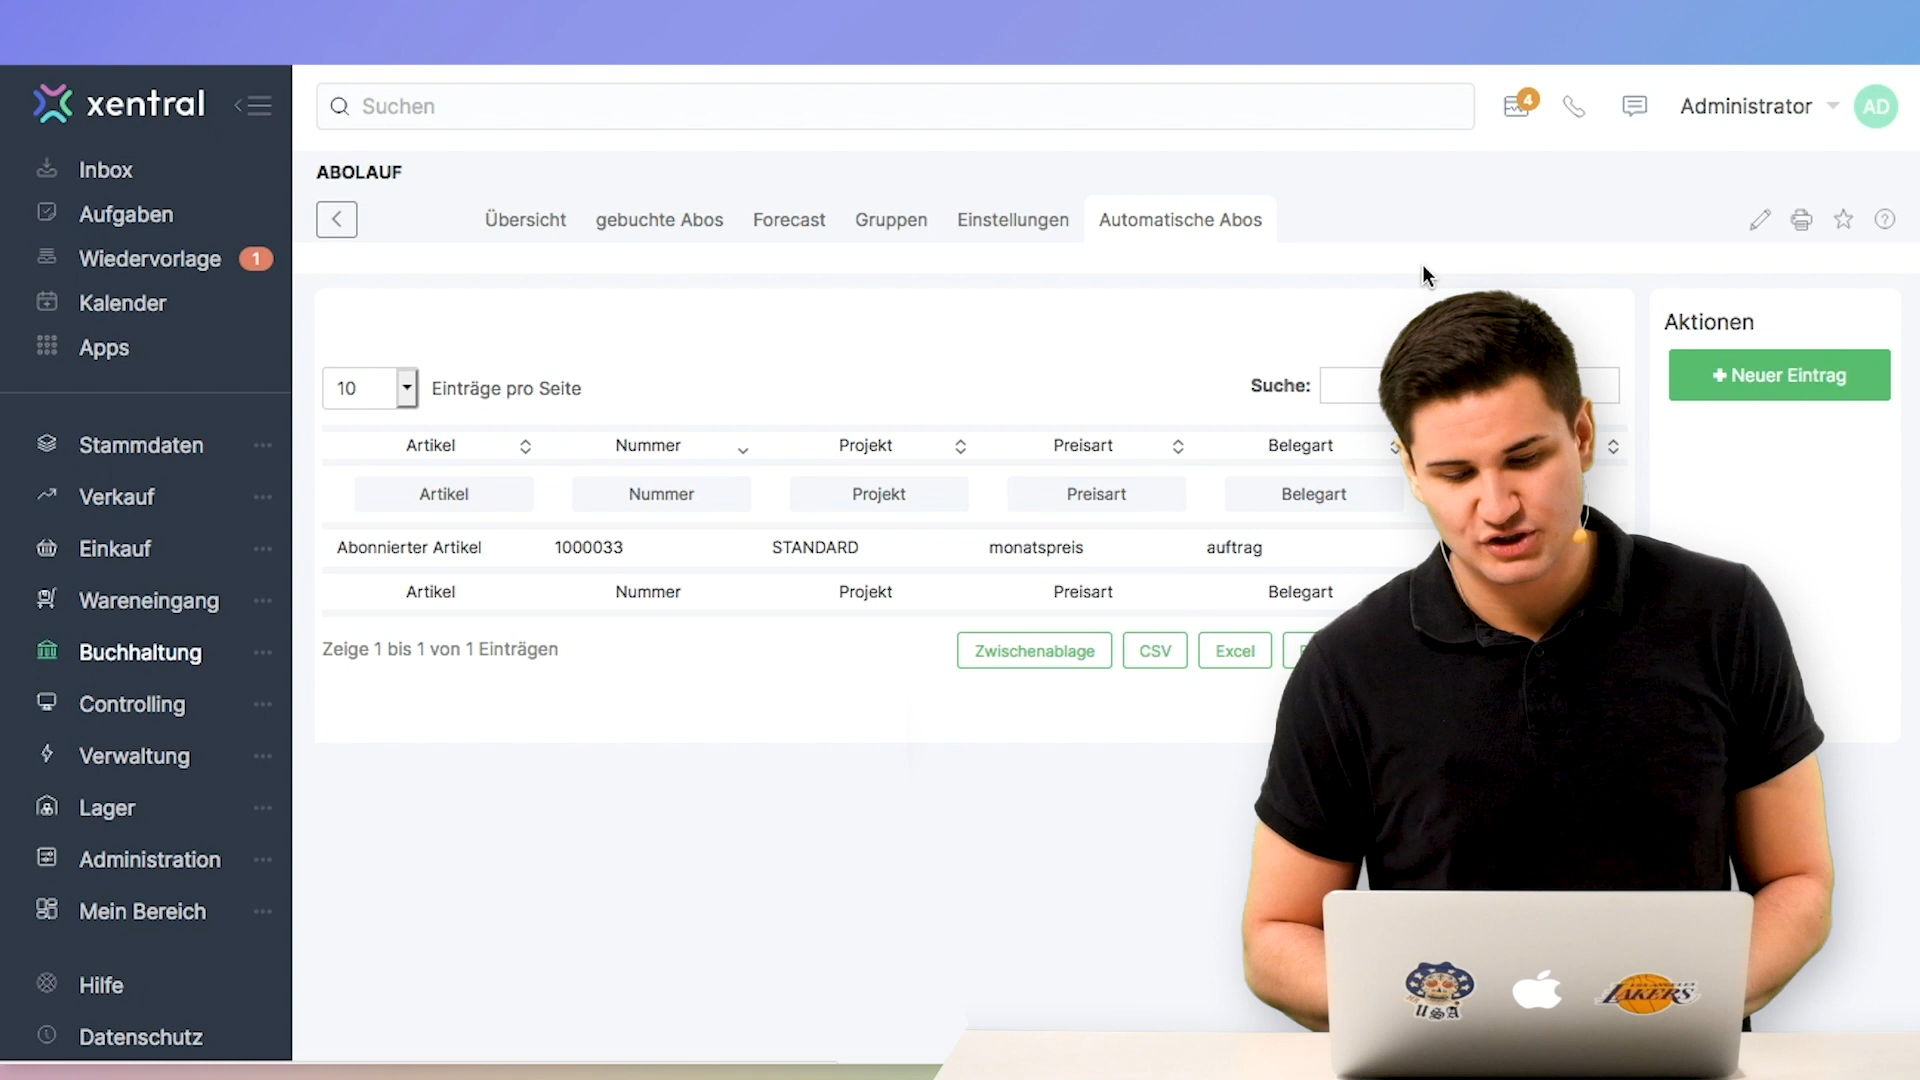 xentral
Suchen
4
Administrator
AD
Inbox
Aufgaben
Wiedervorlage 1
Kalender
Apps
Stammdaten
Verkauf
Einkauf
Wareneingang
Buchhaltung
Controlling
Verwaltung
Lager
Administration
Mein Bereich
Hilfe
Datenschutz
ABOLAUF
Übersicht gebuchte Abos Forecast Gruppen Einstellungen Automatische Abos
10 Einträge pro Seite
Suche:
Artikel Nummer Projekt Preisart Belegart
Artikel Nummer Projekt Preisart Belegart
Abonnierter Artikel 1000033 STANDARD monatspreis auftrag
Artikel Nummer Projekt Preisart Belegart
Zeige 1 bis 1 von 1 Einträgen
Zwischenablage CSV Excel
Aktionen
+ Neuer Eintrag
USA
LAKERS